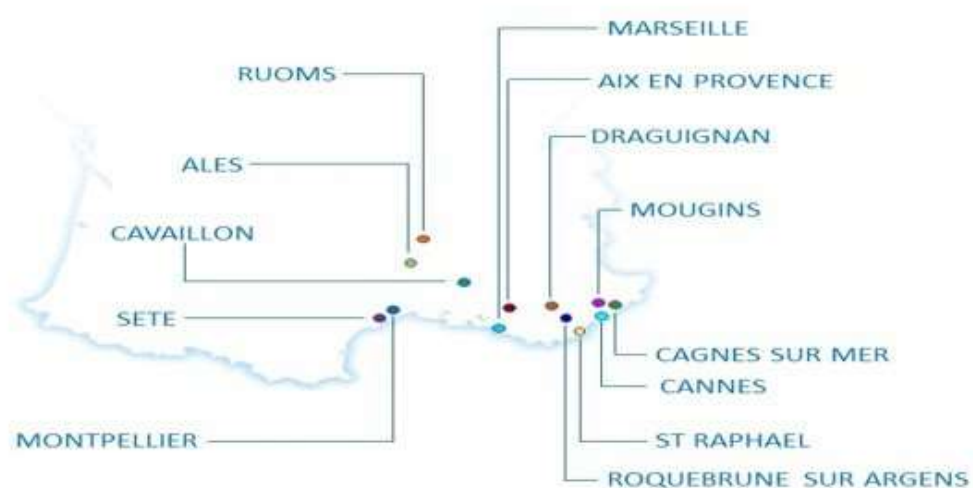 MARSEILLE
RUOMS
AIX EN PROVENCE
DRAGUIGNAN
ALES
MOUGINS
CAVAILLON
SETE
CAGNES SUR MER
CANNES
MONTPELLIER
ST RAPHAEL
ROQUEBRUNE SUR ARGENS